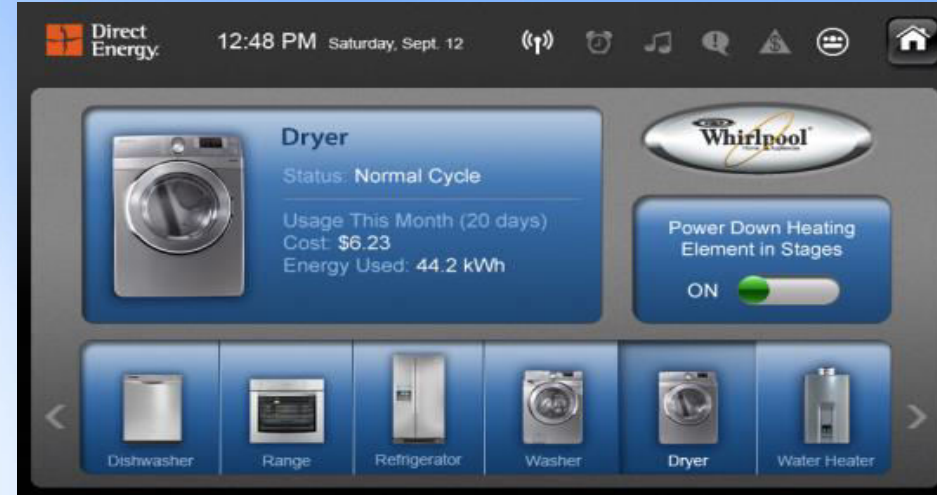 Direct
Energy.
12:48 PM Saturday, Sept. 12
Dryer
Status: Normal Cycle
Usage This Month (20 days)
Cost: $6.23
Energy Used: 44.2 kWh
Whirlpool
Power Down Heating
Element in Stages
ON
Dishwasher
Range
Refrigerator
Washer
Dryer
Water Heater